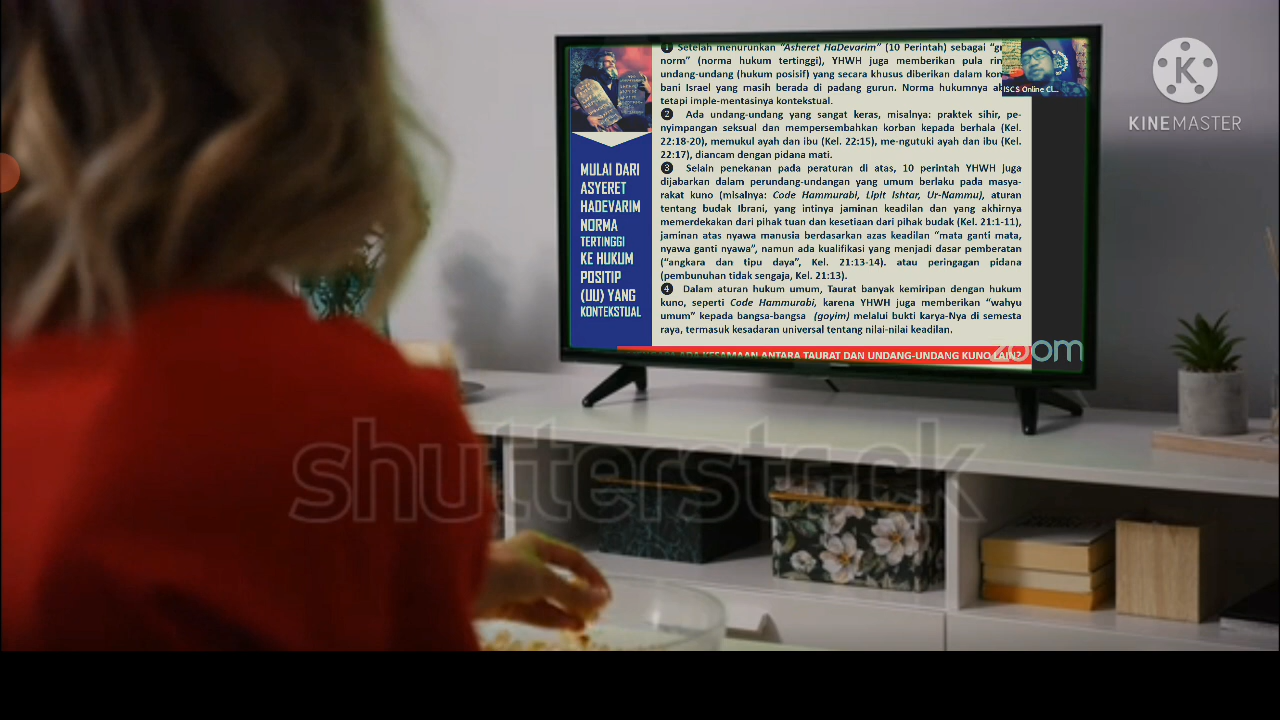 ❶ Setelah menurunkan "Asheret HaDevarim" (10 Perintah) sebagai
norm" (norma hukum tertinggi), YHWH juga memberikan pula
undang-undang (hukum posisif) yang secara khusus diberikan dalam
bani Israel yang masih berada di padang gurun. Norma hukumnya
tetapi imple-mentasinya kontekstual.
❷ Ada undang-undang yang sangat keras, misalnya: praktek sihir, pe-
nyimpangan seksual dan mempersembahkan korban kepada berhala (Kel.
22:18-20), memukul ayah dan ibu (Kel. 22:15), me-ngutuki ayah dan ibu (Kel.
22:17), diancam dengan pidana mati.
❸ Selain penekanan pada peraturan di atas, 10 perintah YHWH juga
dijabarkan dalam perundang-undangan yang umum berlaku pada masya-
rakat kuno (misalnya: Code Hammurabi, Lipit Ishtar, Ur-Nammu), aturan
tentang budak Ibrani, yang intinya jaminan keadilan dan yang akhirnya
memerdekakan dari pihak tuan dan kesetiaan dari pihak budak (Kel. 21:1-11),
jaminan atas nyawa manusia berdasarkan azas keadilan "mata ganti mata,
nyawa ganti nyawa", namun ada kualifikasi yang menjadi dasar pemberatan
("angkara dan tipu daya", Kel. 21:13-14). atau peringagan pidana
(pembunuhan tidak sengaja, Kel. 21:13).
❹ Dalam aturan hukum umum, Taurat banyak kemiripan dengan hukum
kuno, seperti Code Hammurabi, karena YHWH juga memberikan "wahyu
umum" kepada bangsa-bangsa (goyim) melalui bukti karya-Nya di semesta
raya, termasuk kesadaran universal tentang nilai-nilai keadilan.
MULAI DARI
ASYERET
HADEVARIM
NORMA
TERTINGGI
KE HUKUM
POSITIP
(UU) YANG
KONTEKSTUAL
ADA KESAMAAN ANTARA TAURAT DAN UNDANG-UNDANG KUNO LAIN?
ISCS Online Cl...
zoom
K
KINEMASTER
shutterstock